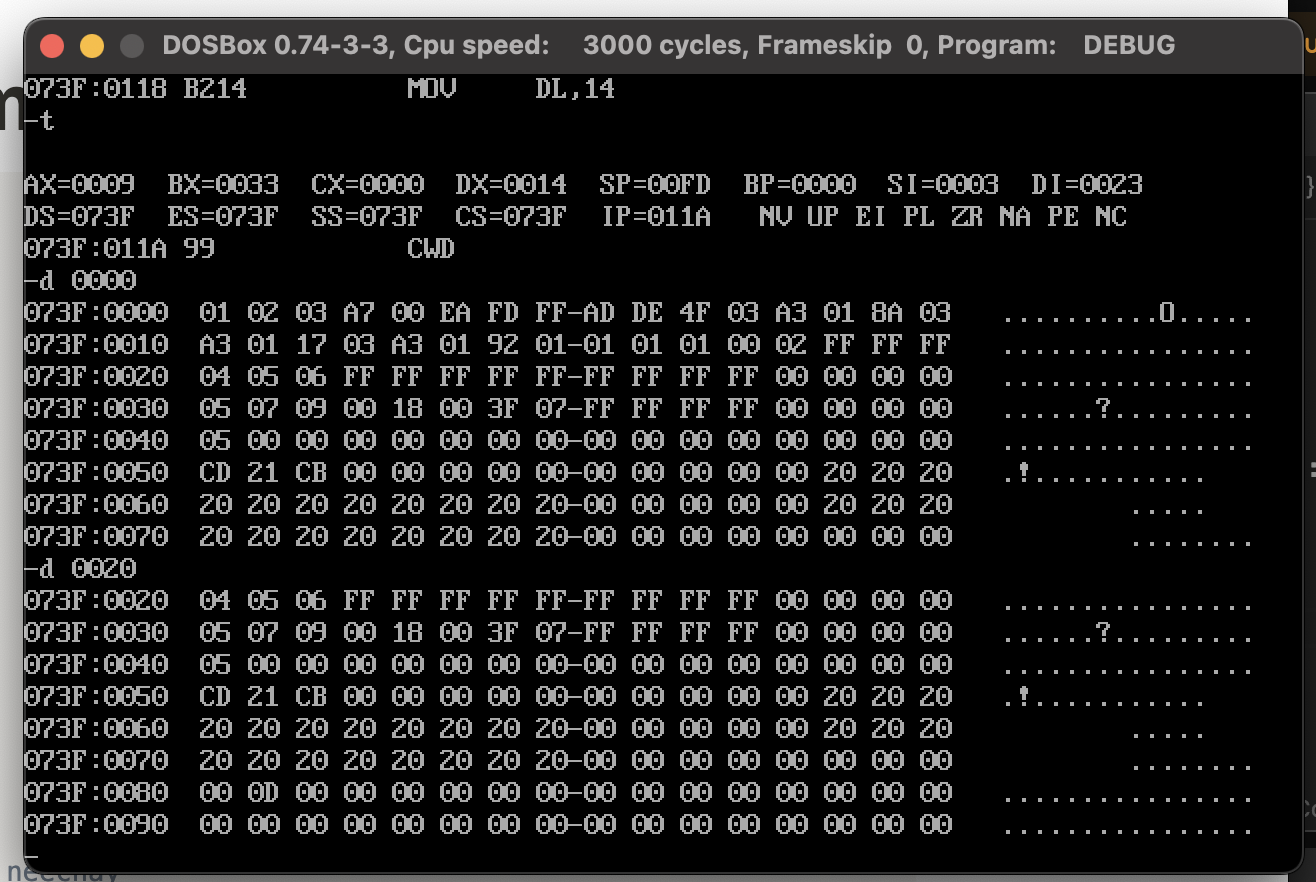 DOSBox 0.74-3-3, Cpu speed: 3000 cycles, Frameskip 0, Program: DEBUG
073F:0118 B214 MOV DL,14
-t
AX=0009 BX=0033 CX=0000 DX=0014 SP=00FD BP=0000 SI=0003 DI=0023
DS=073F ES=073F SS=073F CS=073F IP=011A NV UP EI PL ZR NA PE NC
073F:011A 99 CWD
-d 0000
073F:0000 01 02 03 A7 00 EA FD FF-AD DE 4F 03 A3 01 8A 03 ..........O.....
073F:0010 A3 01 17 03 A3 01 92 01-01 01 01 00 02 FF FF FF ................
073F:0020 04 05 06 FF FF FF FF FF-FF FF FF FF 00 00 00 00 ................
073F:0030 05 07 09 00 18 00 3F 07-FF FF FF FF 00 00 00 00 ......?.........
073F:0040 05 00 00 00 00 00 00 00-00 00 00 00 00 00 00 00 ................
073F:0050 CD 21 CB 00 00 00 00 00-00 00 00 00 00 20 20 20 .!...........
073F:0060 20 20 20 20 20 20 20 20-00 00 00 00 00 20 20 20 .....
073F:0070 20 20 20 20 20 20 20 20-00 00 00 00 00 00 00 00 ........
-d 0020
073F:0020 04 05 06 FF FF FF FF FF-FF FF FF FF 00 00 00 00 ................
073F:0030 05 07 09 00 18 00 3F 07-FF FF FF FF 00 00 00 00 ......?.........
073F:0040 05 00 00 00 00 00 00 00-00 00 00 00 00 00 00 00 ................
073F:0050 CD 21 CB 00 00 00 00 00-00 00 00 00 00 20 20 20 .!...........
073F:0060 20 20 20 20 20 20 20 20-00 00 00 00 00 20 20 20 .....
073F:0070 20 20 20 20 20 20 20 20-00 00 00 00 00 00 00 00 ........
073F:0080 00 0D 00 00 00 00 00 00-00 00 00 00 00 00 00 00 ................
073F:0090 00 00 00 00 00 00 00 00-00 00 00 00 00 00 00 00 ................
-